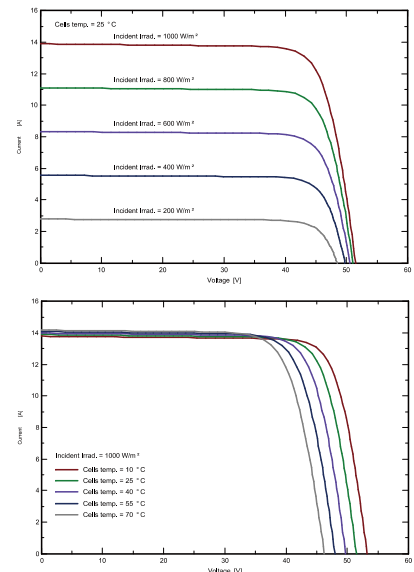 16
Cells temp. = 25 °C
Incident Irrad. = 1000 W/m²
14
12
Incident Irrad. = 800 W/m²
10
Current [A]
Incident Irrad. = 600 W/m²
8
6
Incident Irrad. = 400 W/m²
4
Incident Irrad. = 200 W/m²
2
0
0 10 20 30 40 50 60
Voltage [V]
16
14
12
10
Current [A]
8
6
Incident Irrad. = 1000 W/m²
Cells temp. = 10 °C
Cells temp. = 25 °C
4
Cells temp. = 40 °C
Cells temp. = 55 °C
2
Cells temp. = 70 °C
0
0 10 20 30 40 50 60
Voltage [V]